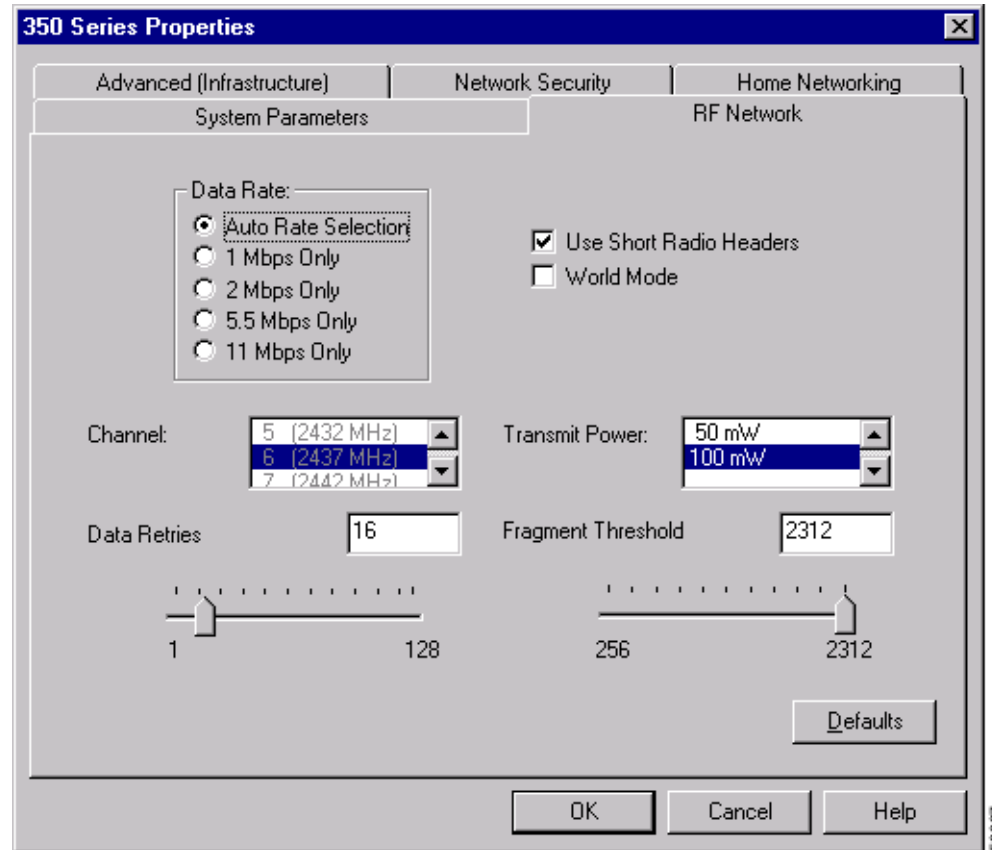 350 Series Properties
Advanced (Infrastructure) Network Security Home Networking
System Parameters RF Network
Data Rate:
Auto Rate Selection
1 Mbps Only
2 Mbps Only
5.5 Mbps Only
11 Mbps Only
Use Short Radio Headers
World Mode
Channel:
5 (2432 MHz)
6 (2437 MHz)
7 (2442 MHz)
Transmit Power:
50 mW
100 mW
Data Retries 16
1 128
Fragment Threshold 2312
256 2312
Defaults
OK Cancel Help